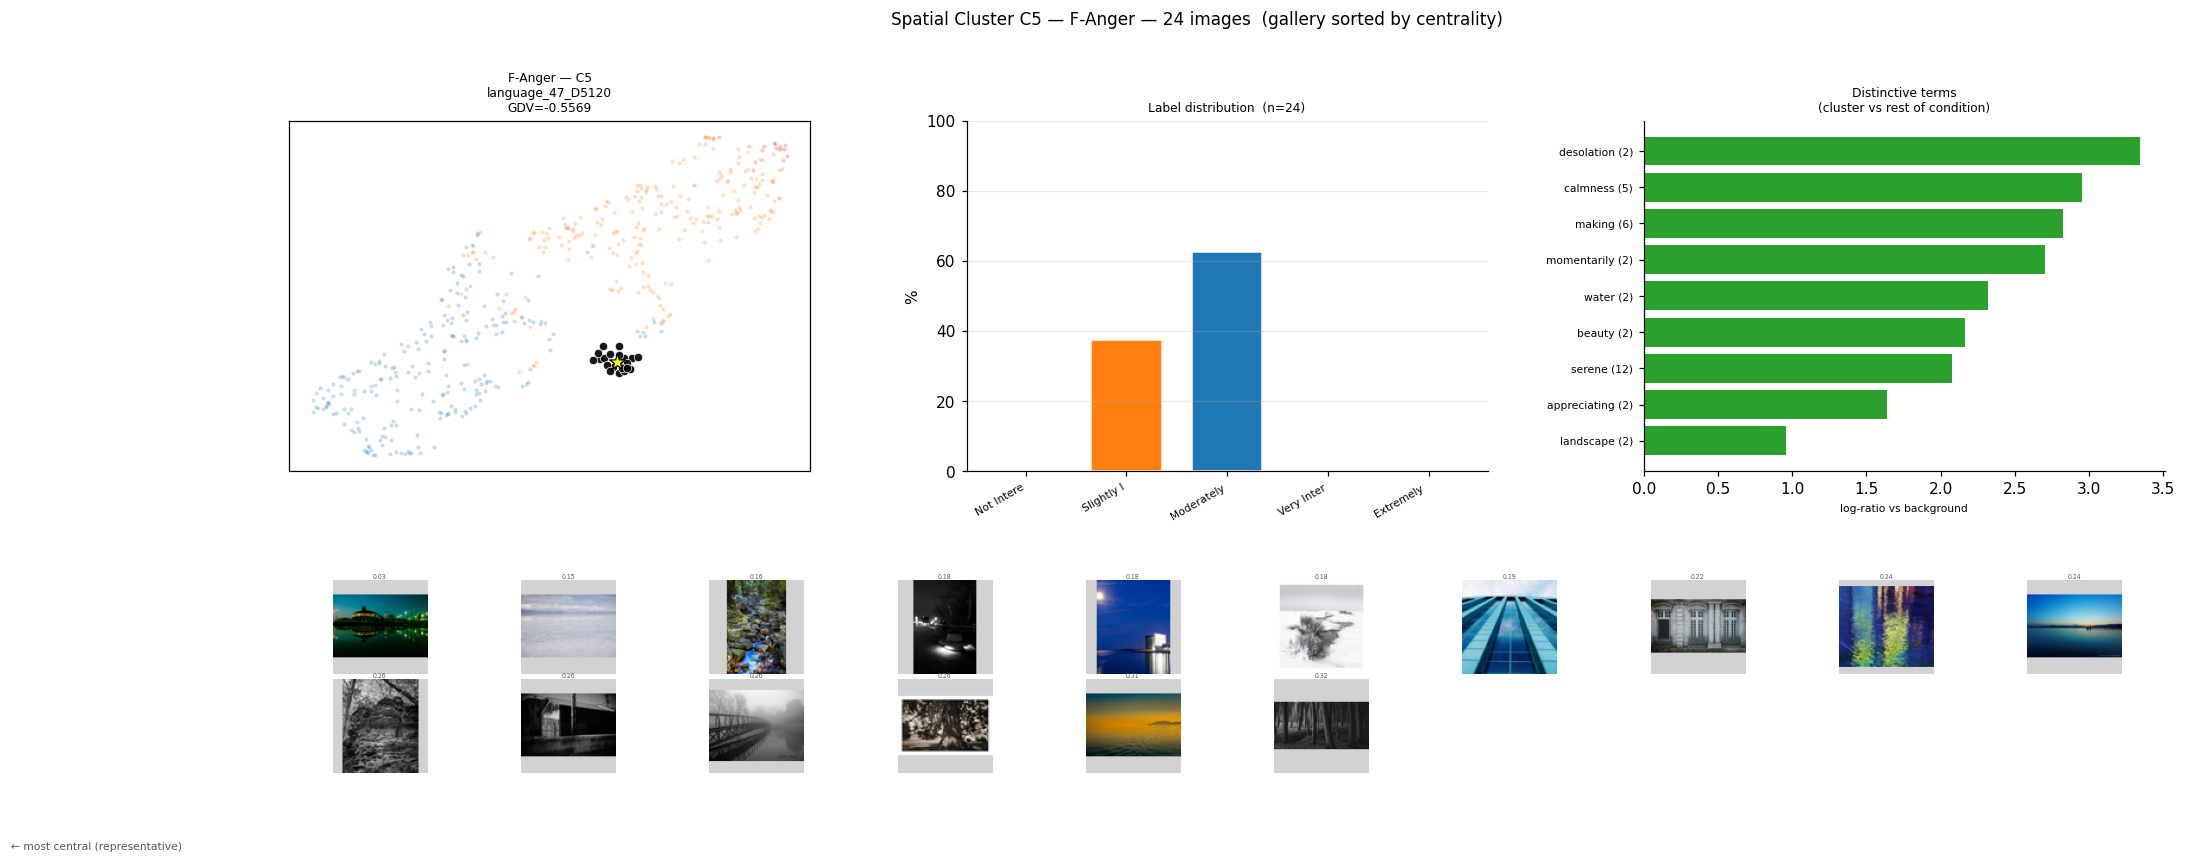 Spatial Cluster C5 — F-Anger — 24 images  (gallery sorted by centrality)
F-Anger — C5
language_47_D5120
GDV=-0.5569
Label distribution  (n=24)
100
80
60
40
20
0
%
Not Intere
Slightly I
Moderately
Very Inter
Extremely
Distinctive terms
(cluster vs rest of condition)
desolation (2)
calmness (5)
making (6)
momentarily (2)
water (2)
beauty (2)
serene (12)
appreciating (2)
landscape (2)
0.0 0.5 1.0 1.5 2.0 2.5 3.0 3.5
log-ratio vs background
0.03 0.15 0.16 0.18 0.18 0.18 0.19 0.22 0.24 0.24
0.26 0.26 0.26 0.26 0.31 0.32
← most central (representative)